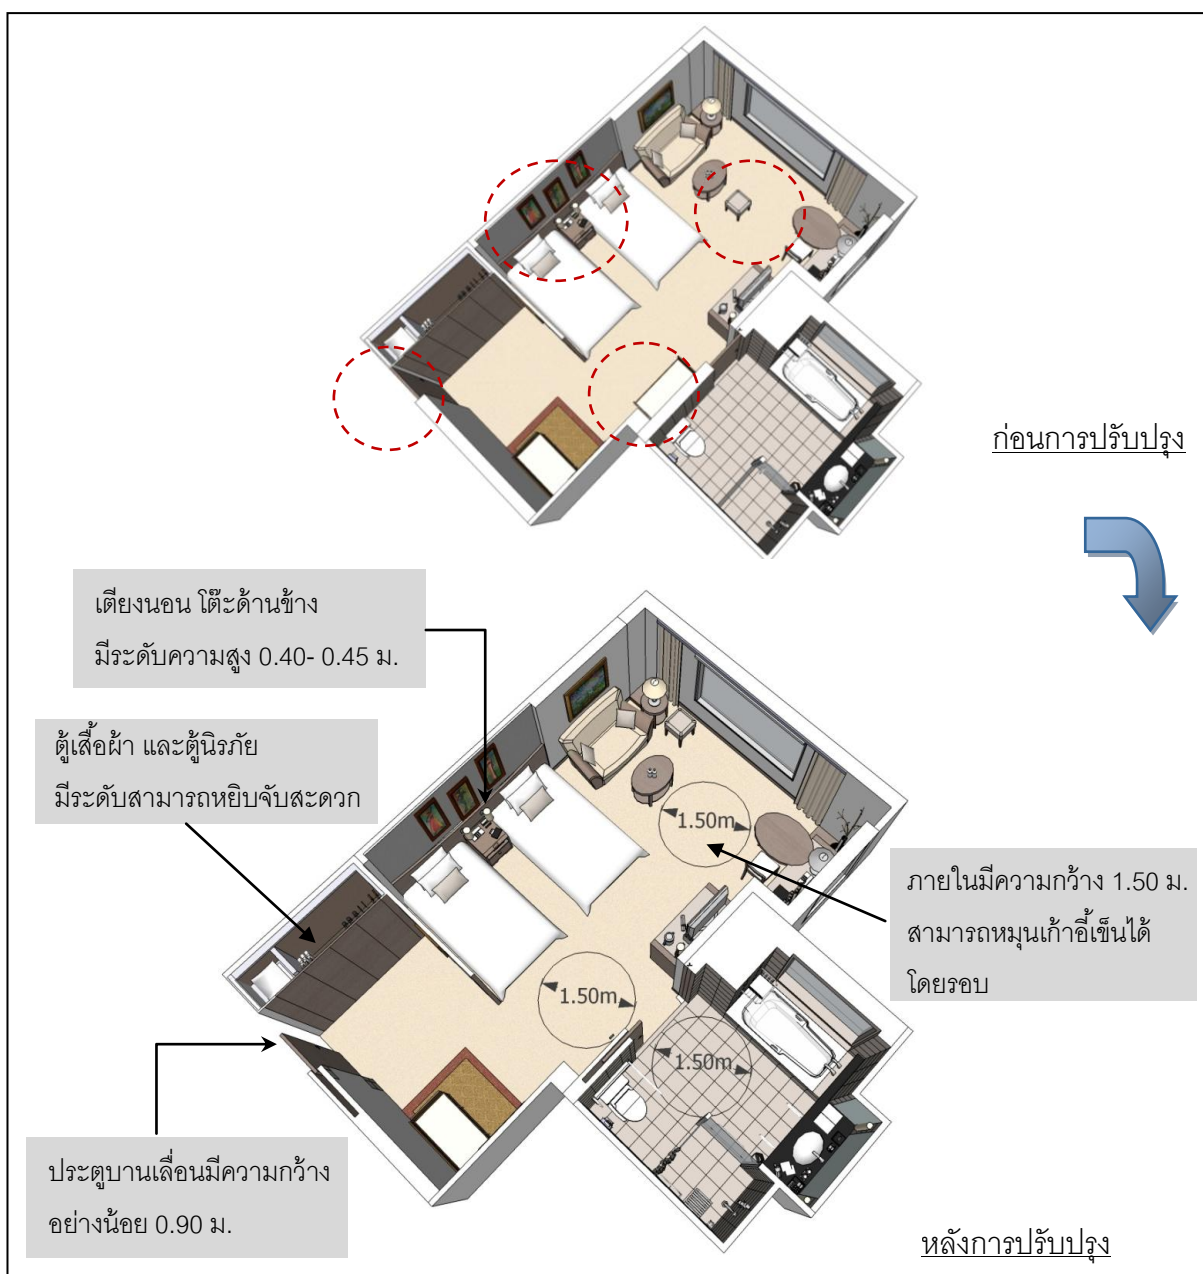 ก่อนการปรับปรุง
เตียงนอน โต๊ะด้านข้าง
มีระดับความสูง 0.40- 0.45 ม.
ตู้เสื้อผ้า และตู้นิรภัย
มีระดับสามารถหยิบจับสะดวก
1.50m
ภายในมีความกว้าง 1.50 ม.
สามารถหมุนเก้าอี้เข็นได้
โดยรอบ
1.50m
1.50m
ประตูบานเลื่อนมีความกว้าง
อย่างน้อย 0.90 ม.
หลังการปรับปรุง